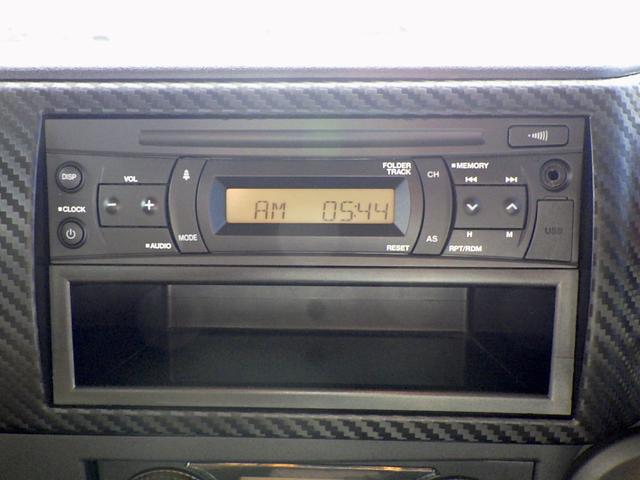 DISP
VOL
- +
CLOCK
AUDIO
MODE
AM 05:44
FOLDER
TRACK
RESET
CH
AS
MEMORY
H M
RPT/RDM
USB